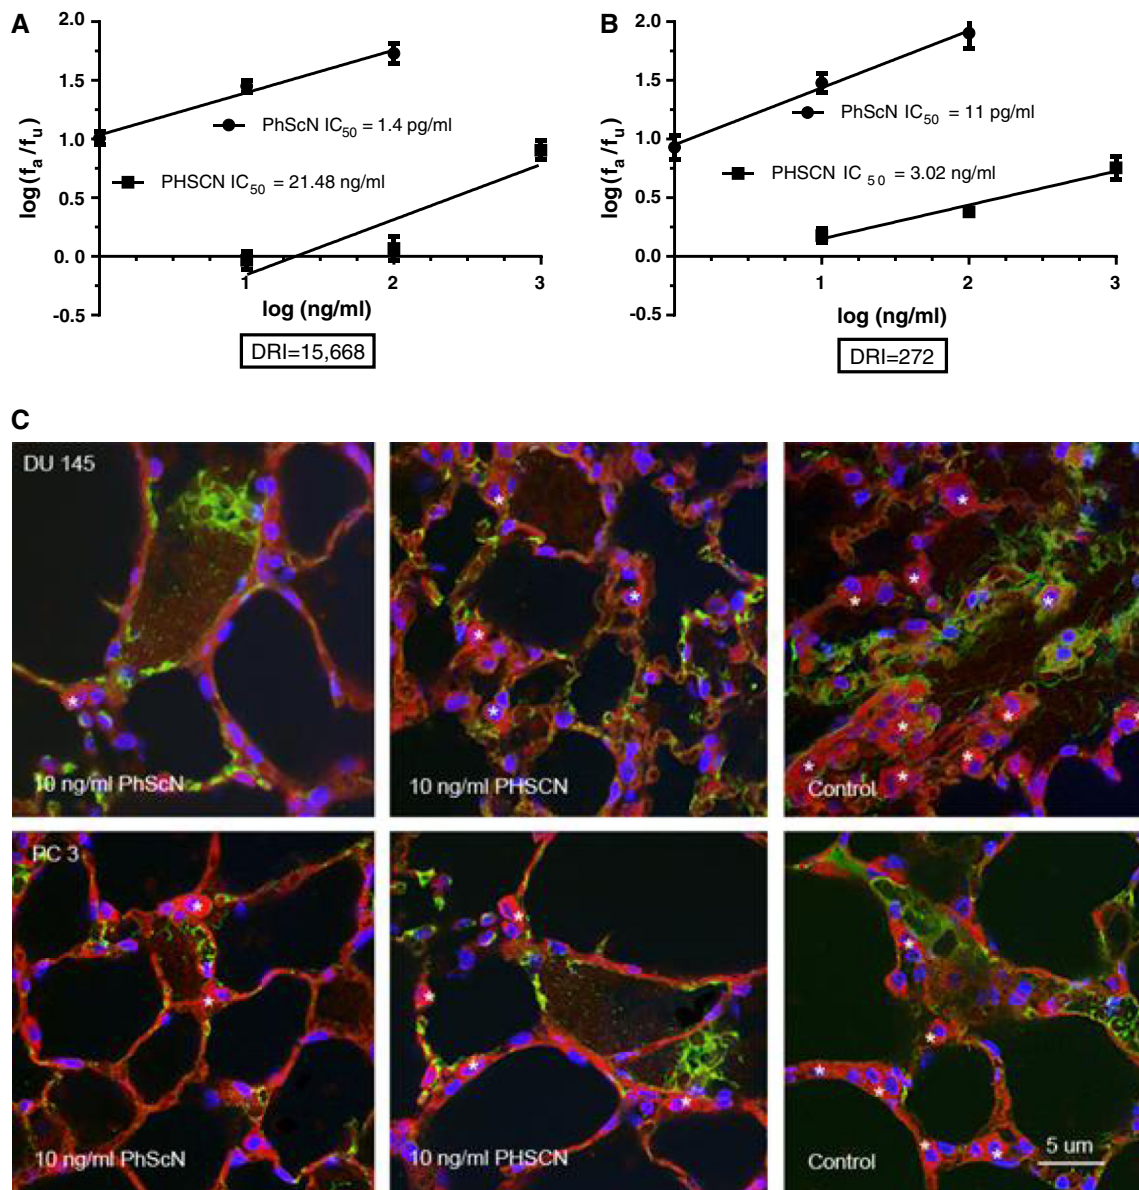 A
log (fa /fu)
2.0
1.5
1.0
0.5
0. 0
-0.5
PhScN IC50 = 1.4 pg/ml
PHSCN IC50 = 21.48 ng/ml
1 2 3
log (ng/ml)
DRI=15,668
B
log (fa /fu)
2.0
1.5
1.0
0.5
0.0
-0.5
PhScN IC50 = 11 pg/ml
PHSCN IC 5 0 = 3.02 ng/ml
1 2 3
log (ng/ml)
DRI=272
C
DU 145
10 ng/ml PhScN
10 ng/ml PHSCN
Control
PC 3
10 ng/ml PhScN
10 ng/ml PHSCN
Control
5 um